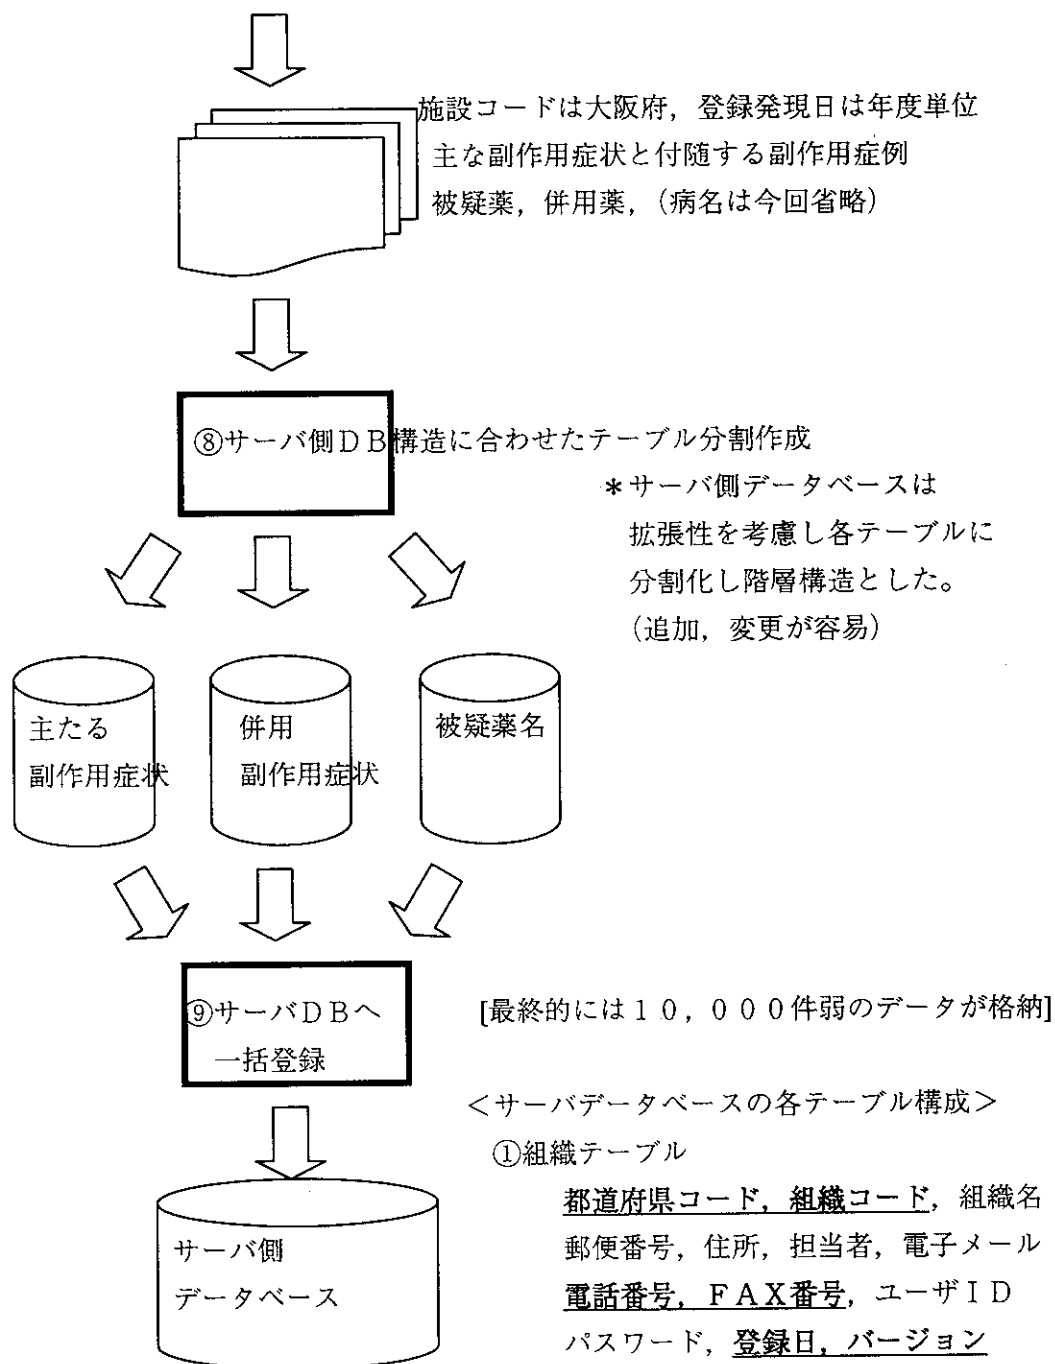 施設コードは大阪府，登録発現日は年度単位
主な副作用症状と付随する副作用症例
被疑薬，併用薬，（病名は今回省略）
⑧サーバ側ＤＢ構造に合わせたテーブル分割作成
＊サーバ側データベースは
拡張性を考慮し各テーブルに
分割化し階層構造とした。
（追加，変更が容易）
主たる
副作用症状
併用
副作用症状
被疑薬名
⑨サーバＤＢへ
一括登録
[最終的には１０，０００件弱のデータが格納]
＜サーバデータベースの各テーブル構成＞
①組織テーブル
都道府県コード，組織コード，組織名
郵便番号，住所，担当者，電子メール
電話番号，ＦＡＸ番号，ユーザＩＤ
パスワード，登録日，バージョン
サーバ側
データベース